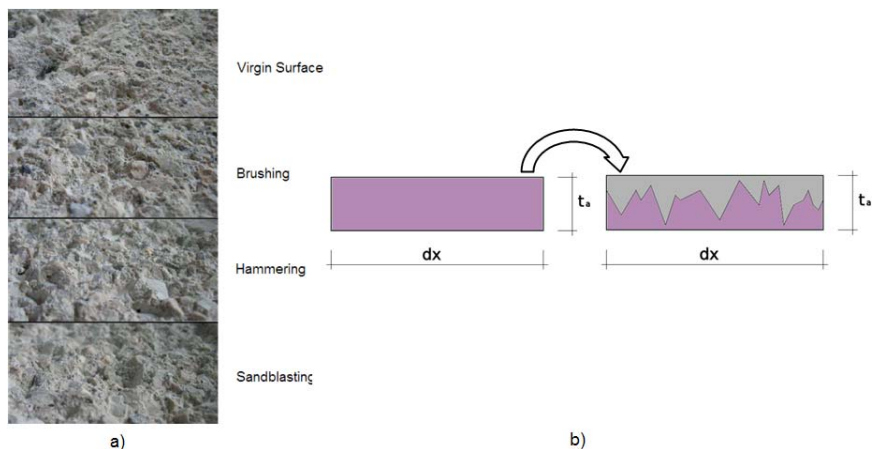 Virgin Surface
Brushing
Hammering
Sandblasting
a)
tₐ
dx
tₐ
dx
b)